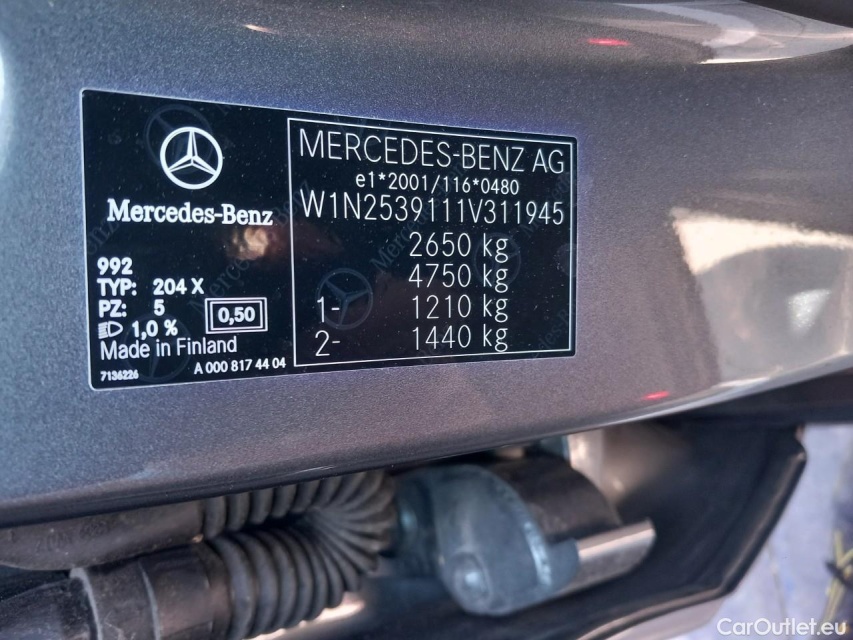 Mercedes-Benz
992
TYP: 204 X
PZ: 5
1,0 %
0,50
Made in Finland
7136226
A 000 817 44 04
MERCEDES-BENZ AG
e1*2001/116*0480
W1N2539111V311945
2650 kg
4750 kg
1- 1210 kg
2- 1440 kg
CarOutlet.eu